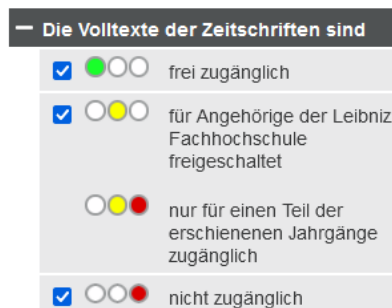 Die Volltexte der Zeitschriften sind
frei zugänglich
für Angehörige der Leibniz
Fachhochschule
freigeschaltet
nur für einen Teil der
erschienenen Jahrgänge
zugänglich
nicht zugänglich